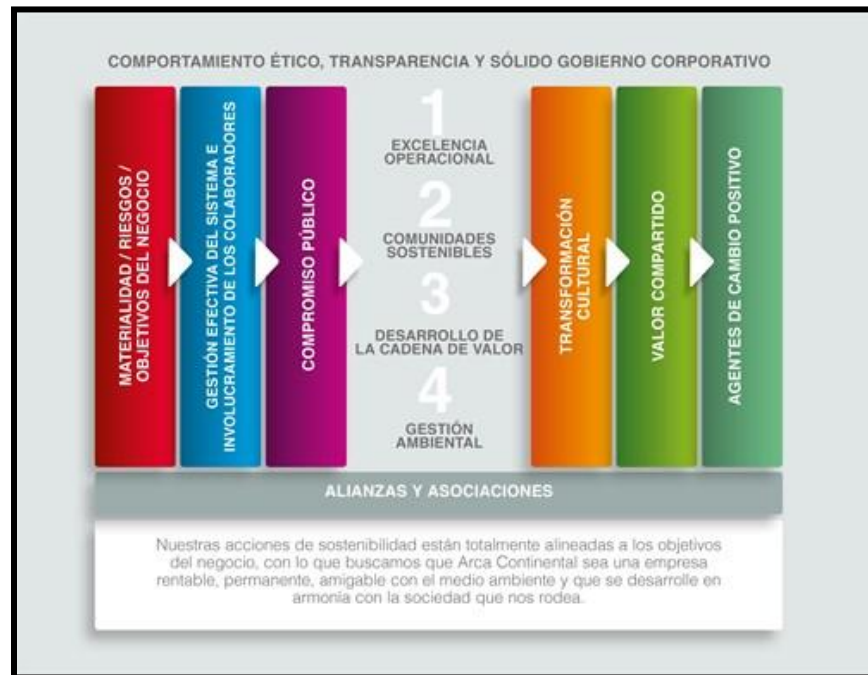 COMPORTAMIENTO ÉTICO, TRANSPARENCIA Y SÓLIDO GOBIERNO CORPORATIVO
MATERIALIDAD / RIESGOS /
OBJETIVOS DEL NEGOCIO
GESTIÓN EFECTIVA DEL SISTEMA E
INVOLUCRAMIENTO DE LOS COLABORADORES
COMPROMISO PÚBLICO
1
EXCELENCIA
OPERACIONAL
2
COMUNIDADES
SOSTENIBLES
3
DESARROLLO DE
LA CADENA DE VALOR
4
GESTIÓN
AMBIENTAL
TRANSFORMACIÓN
CULTURAL
VALOR COMPARTIDO
AGENTES DE CAMBIO POSITIVO
ALIANZAS Y ASOCIACIONES
Nuestras acciones de sostenibilidad están totalmente alineadas a los objetivos
del negocio, con lo que buscamos que Arca Continental sea una empresa
rentable, permanente, amigable con el medio ambiente y que se desarrolle en
armonía con la sociedad que nos rodea.